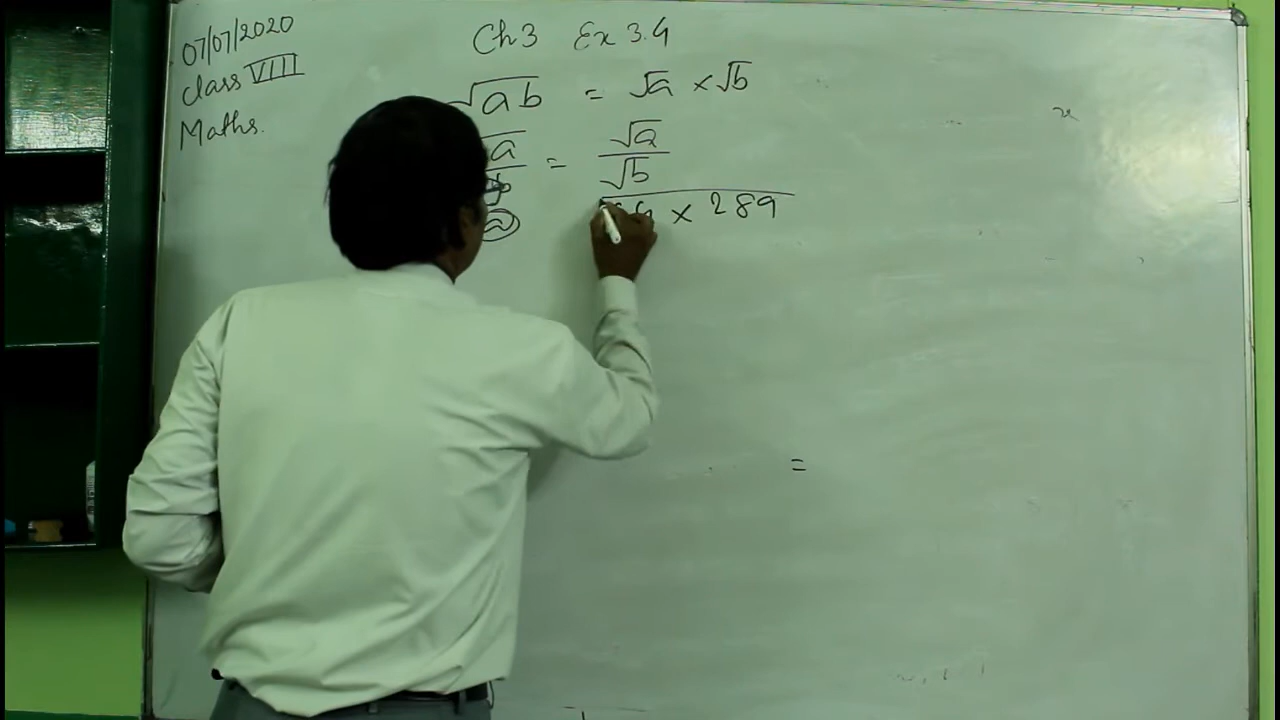 07/07/2020
Class VIII
Maths.
Ch3 Ex 3.4
√ab = √a × √b
√a/b = √a/√b
× 289
=
x